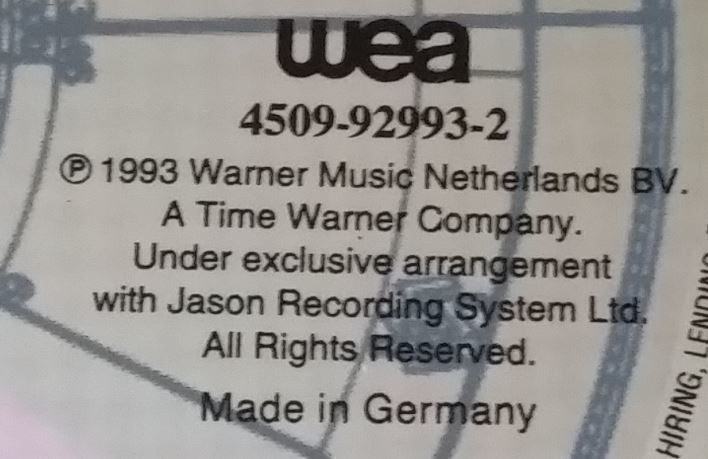 wea
4509-92993-2
℗ 1993 Warner Music Netherlands BV.
A Time Warner Company.
Under exclusive arrangement
with Jason Recording System Ltd.
All Rights Reserved.
Made in Germany
HIRING, LENDING